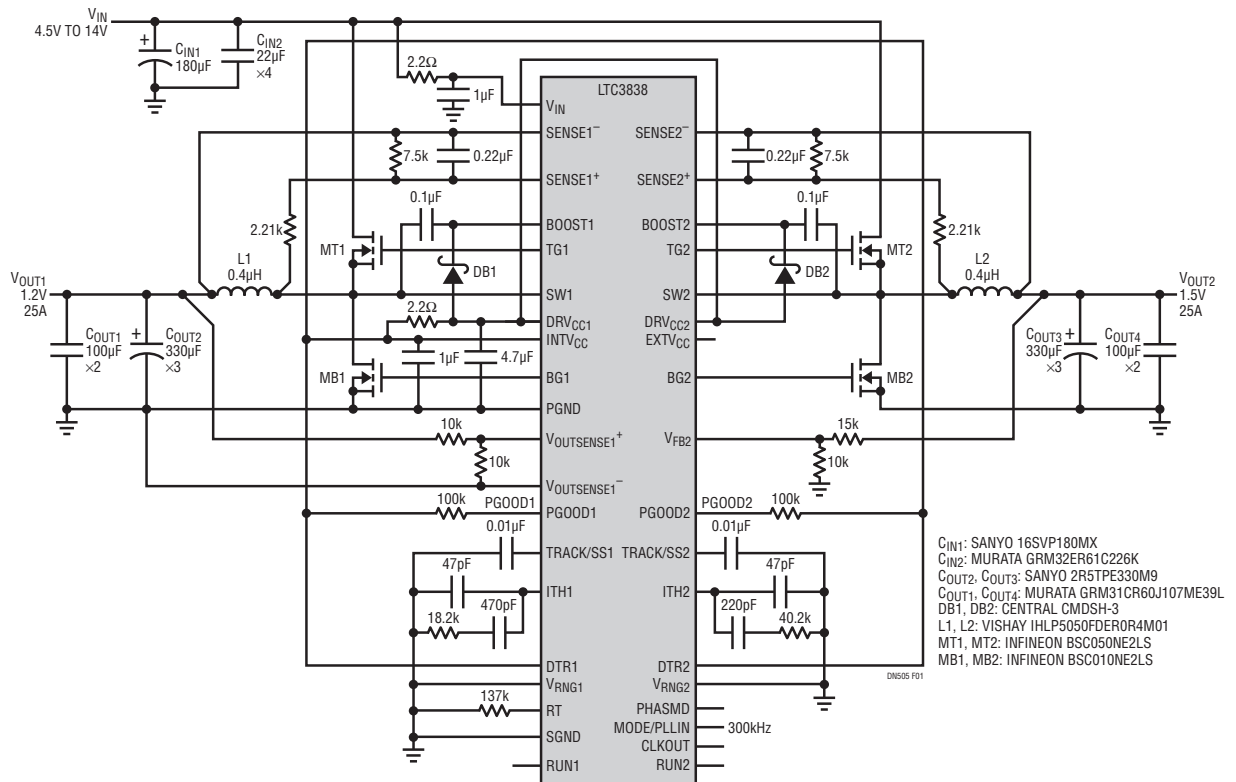 VIN
4.5V TO 14V
+
CIN1
180µF
CIN2
22µF
×4
2.2Ω
1µF
LTC3838
VIN
SENSE1–
SENSE2–
7.5k
0.22µF
0.22µF
7.5k
SENSE1+
SENSE2+
0.1µF
0.1µF
2.21k
BOOST1
BOOST2
2.21k
MT1
TG1
TG2
MT2
DB1
DB2
L1
0.4µH
L2
0.4µH
VOUT1
1.2V
25A
SW1
SW2
VOUT2
1.5V
25A
2.2Ω
DRVCC1
DRVCC2
INTVCC
EXTVCC
COUT1
100µF
×2
+
COUT2
330µF
×3
1µF
4.7µF
COUT3
330µF
×3
+
COUT4
100µF
×2
MB1
BG1
BG2
MB2
PGND
10k
VOUTSENSE1+
VFB2
15k
10k
10k
VOUTSENSE1–
100k
PGOOD1
PGOOD1
PGOOD2
PGOOD2
100k
0.01µF
0.01µF
TRACK/SS1
TRACK/SS2
47pF
47pF
ITH1
ITH2
470pF
220pF
18.2k
40.2k
DTR1
DTR2
VRNG1
VRNG2
137k
RT
PHASMD
MODE/PLLIN
300kHz
SGND
CLKOUT
RUN1
RUN2
CIN1: SANYO 16SVP180MX
CIN2: MURATA GRM32ER61C226K
COUT2, COUT3: SANYO 2R5TPE330M9
COUT1, COUT4: MURATA GRM31CR60J107ME39L
DB1, DB2: CENTRAL CMDSH-3
L1, L2: VISHAY IHLP5050FDER0R4M01
MT1, MT2: INFINEON BSC050NE2LS
MB1, MB2: INFINEON BSC010NE2LS
DN505 F01